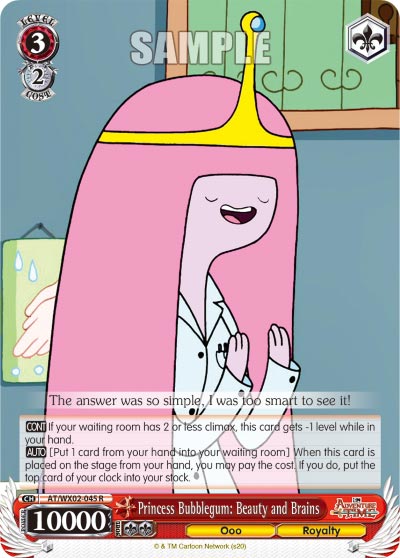 LEVEL
3
2
COST
SAMPLE
The answer was so simple, I was too smart to see it!
CONT If your waiting room has 2 or less climax, this card gets -1 level while in
your hand.
AUTO [Put 1 card from your hand into your waiting room] When this card is
placed on the stage from your hand, you may pay the cost. If you do, put the
top card of your clock into your stock.
CH AT/WX02-045 R
Princess Bubblegum: Beauty and Brains
POWER
10000
Ooo
Royalty
ADVENTURE TIME
© & TM Cartoon Network (s20)